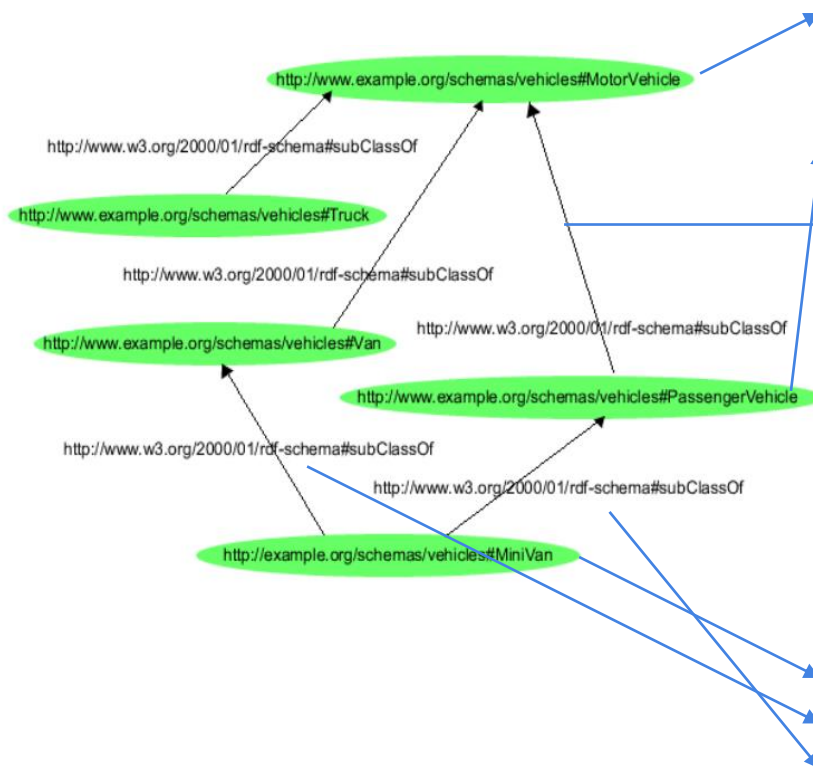 http://www.example.org/schemas/vehicles#MotorVehicle
http://www.w3.org/2000/01/rdf-schema#subClassOf
http://www.example.org/schemas/vehicles#Truck
http://www.w3.org/2000/01/rdf-schema#subClassOf
http://www.w3.org/2000/01/rdf-schema#subClassOf
http://www.example.org/schemas/vehicles#Van
http://www.example.org/schemas/vehicles#PassengerVehicle
http://www.w3.org/2000/01/rdf-schema#subClassOf
http://www.w3.org/2000/01/rdf-schema#subClassOf
http://example.org/schemas/vehicles#MiniVan